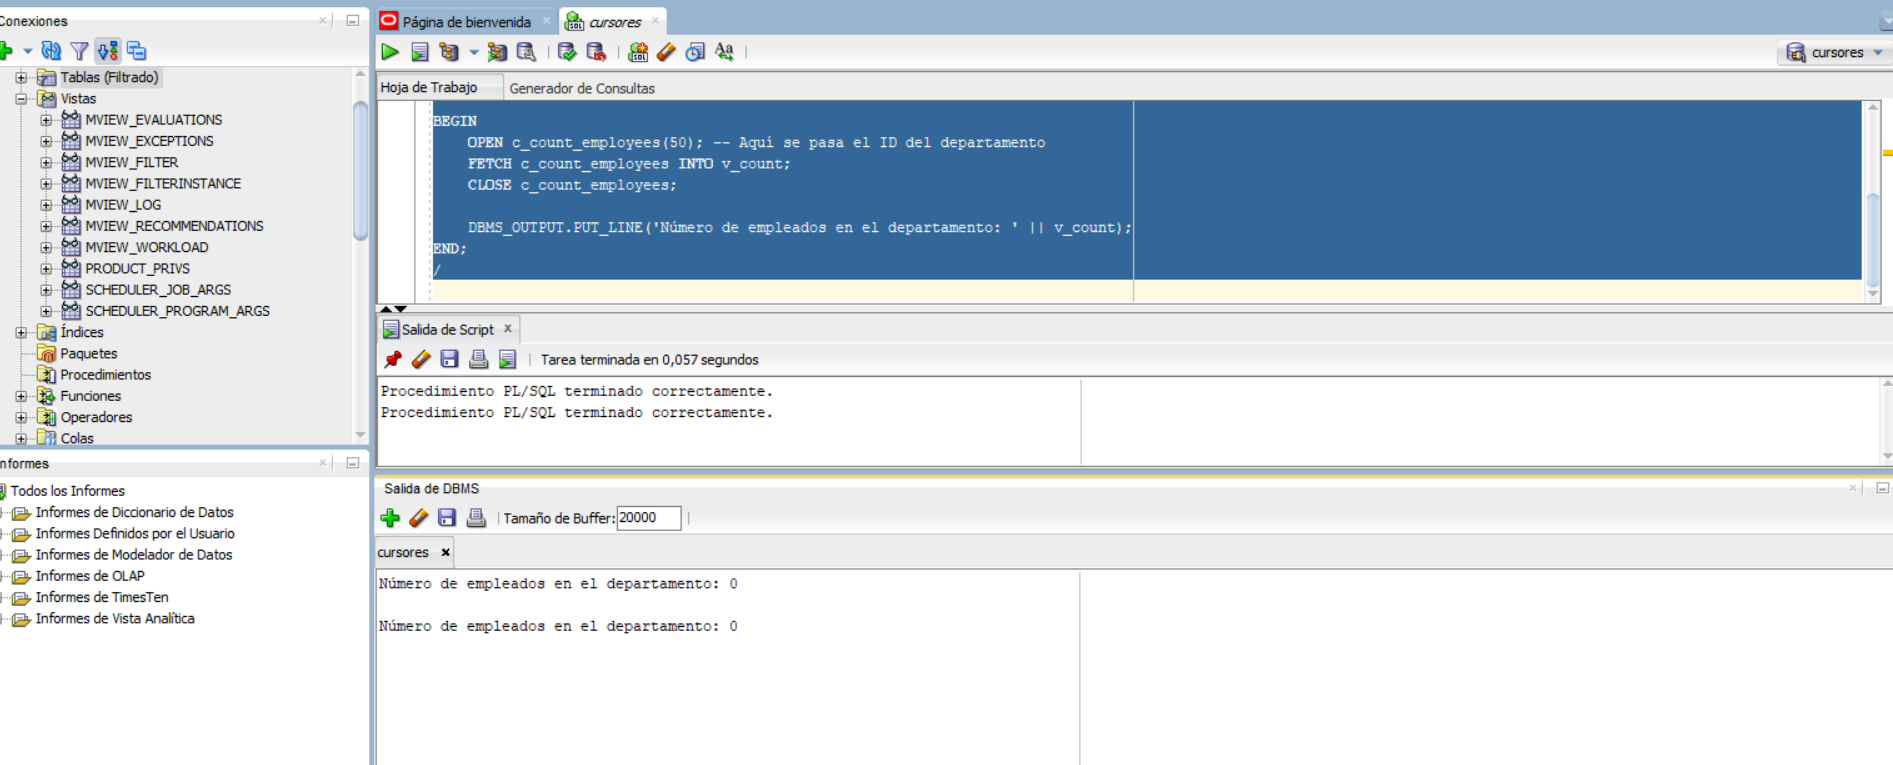 Conexiones
Tablas (Filtrado)
Vistas
MVIEW_EVALUATIONS
MVIEW_EXCEPTIONS
MVIEW_FILTER
MVIEW_FILTERINSTANCE
MVIEW_LOG
MVIEW_RECOMMENDATIONS
MVIEW_WORKLOAD
PRODUCT_PRIVS
SCHEDULER_JOB_ARGS
SCHEDULER_PROGRAM_ARGS
Índices
Paquetes
Procedimientos
Funciones
Operadores
Colas
Informes
Todos los Informes
Informes de Diccionario de Datos
Informes Definidos por el Usuario
Informes de Modelador de Datos
Informes de OLAP
Informes de TimesTen
Informes de Vista Analítica
Página de bienvenida
cursores
cursores
Hoja de Trabajo
Generador de Consultas
BEGIN
OPEN c_count_employees(50); -- Aquí se pasa el ID del departamento
FETCH c_count_employees INTO v_count;
CLOSE c_count_employees;
DBMS_OUTPUT.PUT_LINE('Número de empleados en el departamento: ' || v_count);
END;
/
Salida de Script
Tarea terminada en 0,057 segundos
Procedimiento PL/SQL terminado correctamente.
Procedimiento PL/SQL terminado correctamente.
Salida de DBMS
Tamaño de Buffer: 20000
cursores
Número de empleados en el departamento: 0
Número de empleados en el departamento: 0